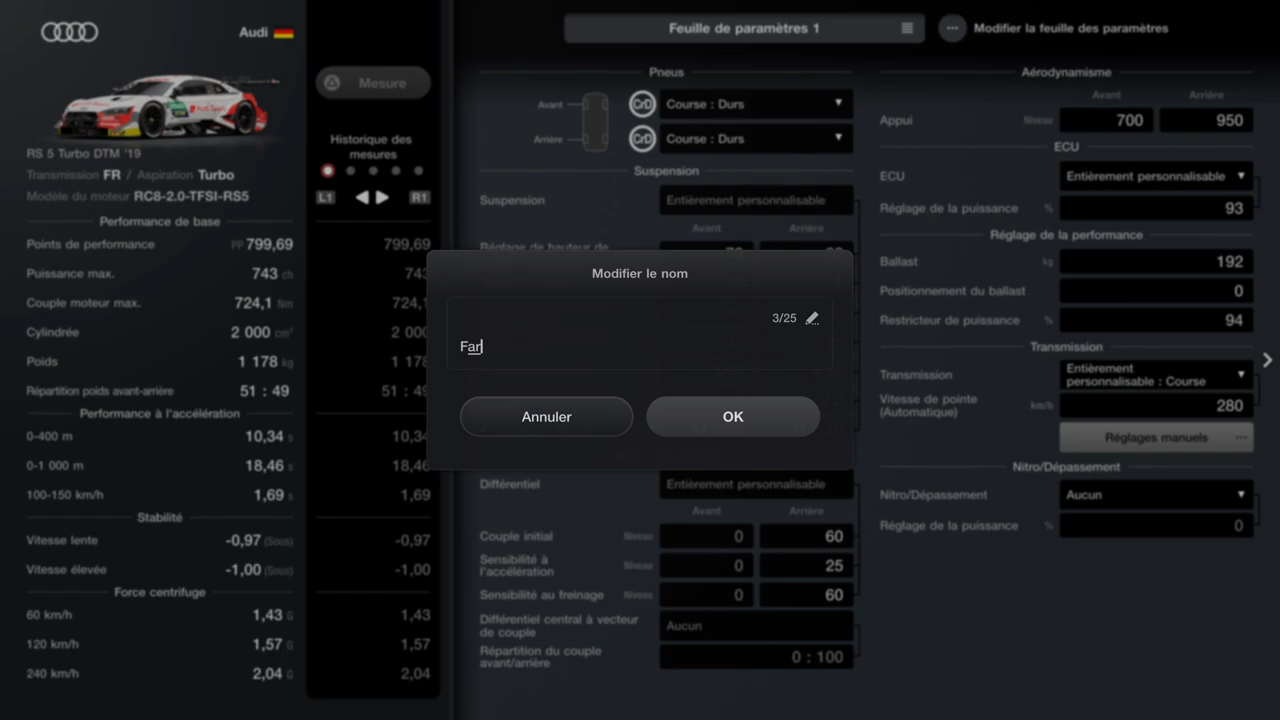 Audi
RS 5 Turbo DTM '19
Transmission FR / Aspiration Turbo
Modèle du moteur RC8-2.0-TFSI-RS5
Performance de base
Points de performance PP 799,69
Puissance max. 743 ch
Couple moteur max. 724,1 Nm
Cylindrée 2 000 cm³
Poids 1 178 kg
Répartition poids avant-arrière 51 : 49
Performance à l'accélération
0-400 m 10,34 s
0-1 000 m 18,46 s
100-150 km/h 1,69 s
Stabilité
Vitesse lente -0,97 (Sous)
Vitesse élevée -1,00 (Sous)
Force centrifuge
60 km/h 1,43 G
120 km/h 1,57 G
240 km/h 2,04 G
Mesure
Historique des
mesures
L1 R1
799,69
743
724,1
2 000
1 178
51 : 49
10,34
18,46
1,69
-0,97
-1,00
1,43
1,57
2,04
Feuille de paramètres 1
Modifier la feuille des paramètres
Pneus
Avant CrD Course : Durs
Arrière CrD Course : Durs
Suspension
Suspension Entièrement personnalisable
Avant Arrière
Réglage de hauteur de
Modifier le nom
3/25
Far
Annuler OK
Différentiel Entièrement personnalisable
Avant Arrière
Couple initial Niveau 0 60
Sensibilité à
l'accélération Niveau 0 25
Sensibilité au freinage Niveau 0 60
Différentiel central à vecteur
de couple Aucun
Répartition du couple
avant/arrière 0 : 100
Aérodynamisme
Avant Arrière
Appui Niveau 700 950
ECU
ECU Entièrement personnalisable
Réglage de la puissance % 93
Réglage de la performance
Ballast kg 192
Positionnement du ballast 0
Restricteur de puissance % 94
Transmission
Transmission Entièrement
personnalisable : Course
Vitesse de pointe
(Automatique) km/h 280
Réglages manuels
Nitro/Dépassement
Nitro/Dépassement Aucun
Réglage de la puissance % 0